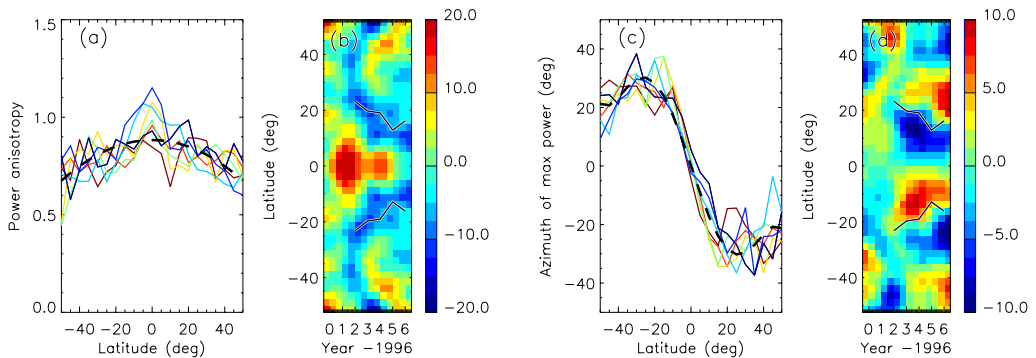 (a)
Power anisotropy
1.5
1.0
0.5
0.0
−40 −20 0 20 40
Latitude (deg)
(b)
Latitude (deg)
40
20
0
−20
−40
0 1 2 3 4 5 6
Year −1996
20.0
10.0
0.0
−10.0
−20.0
(c)
Azimuth of max power (deg)
40
20
0
−20
−40
−40 −20 0 20 40
Latitude (deg)
(d)
Latitude (deg)
40
20
0
−20
−40
0 1 2 3 4 5 6
Year −1996
10.0
5.0
0.0
−5.0
−10.0